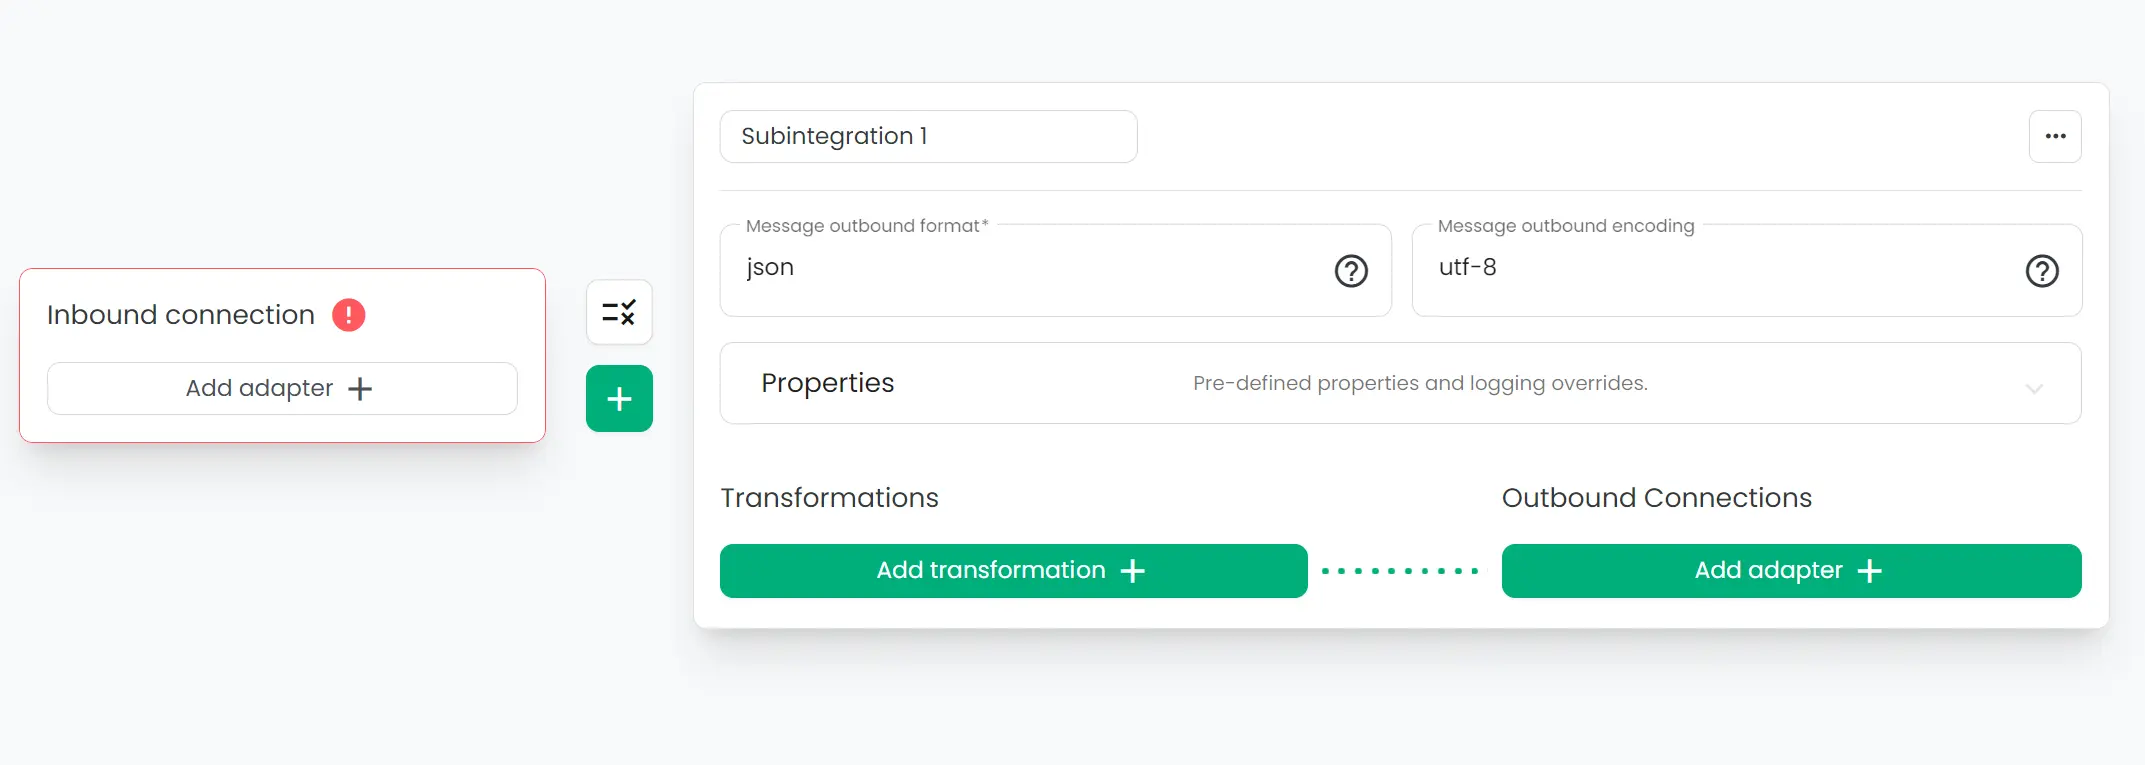 Inbound connection
Add adapter
Subintegration 1
Message outbound format*
json
Message outbound encoding
utf-8
Properties
Pre-defined properties and logging overrides.
Transformations
Add transformation
Outbound Connections
Add adapter